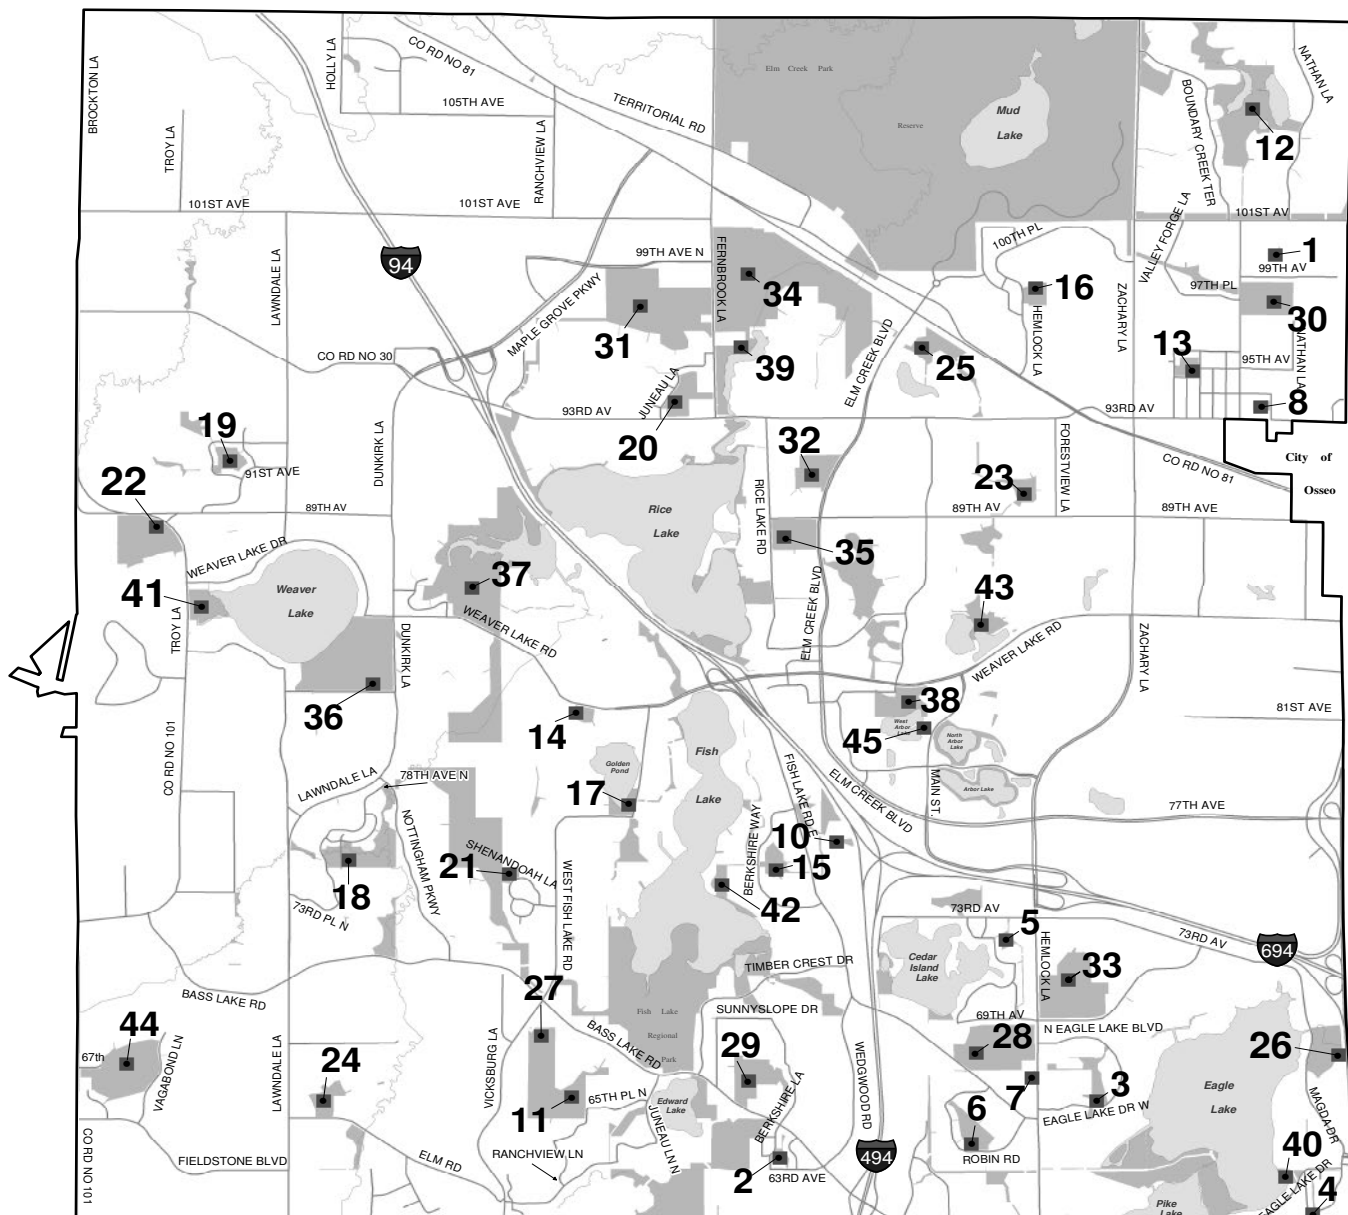 BROCKTON LA
HOLLY LA
CO RD NO 81
105TH AVE
TROY LA
RANCHVIEW LA
TERRITORIAL RD
Elm Creek Park
Reserve
Mud
Lake
NATHAN LA
BOUNDARY CREEK TER
12
101ST AVE
101ST AVE
101ST AV
VALLEY FORGE LA
100TH PL
99TH AVE N
FERNBROOK LA
94
LAWNDALE LA
MAPLE GROVE PKWY
34
31
16
1
99TH AV
97TH PL
30
ZACHARY LA
HEMLOCK LA
NATHAN LA
CO RD NO 30
JUNEAU LA
39
ELM CREEK BLVD
25
13
95TH AV
8
93RD AV
93RD AV
20
19
91ST AVE
DUNKIRK LA
32
23
FORESTVIEW LA
CO RD NO 81
City of
Osseo
22
89TH AV
RICE LAKE RD
89TH AV
89TH AVE
Rice
Lake
35
WEAVER LAKE DR
Weaver
Lake
41
TROY LA
37
WEAVER LAKE RD
DUNKIRK LA
ELM CREEK BLVD
43
WEAVER LAKE RD
ZACHARY LA
36
14
38
West
Arbor
Lake
45
North
Arbor
Lake
81ST AVE
CO RD NO 101
Fish
Lake
Golden
Pond
LAWNDALE LA
78TH AVE N
17
FISH LAKE RD E
ELM CREEK BLVD
MAIN ST.
Arbor Lake
77TH AVE
NOTTINGHAM PKWY
10
BERKSHIRE WAY
15
SHENANDOAH LA
21
18
73RD PL N
WEST FISH LAKE RD
42
73RD AV
5
73RD AV
694
Cedar
Island
Lake
HEMLOCK LA
33
TIMBER CREST DR
BASS LAKE RD
27
SUNNYSLOPE DR
69TH AV
N EAGLE LAKE BLVD
Fish Lake
Regional
Park
BASS LAKE RD
44
67th
VAGABOND LN
LAWNDALE LA
24
VICKSBURG LA
29
WEDGWOOD RD
28
26
Eagle
Lake
7
3
11
65TH PL N
Edward
Lake
JUNEAU LN N
BERKSHIRE LA
EAGLE LAKE DR W
MAGDA DR
6
CO RD NO 101
FIELDSTONE BLVD
ELM RD
RANCHVIEW LN
2
63RD AVE
494
ROBIN RD
40
EAGLE LAKE DR
4
Pike
Lake